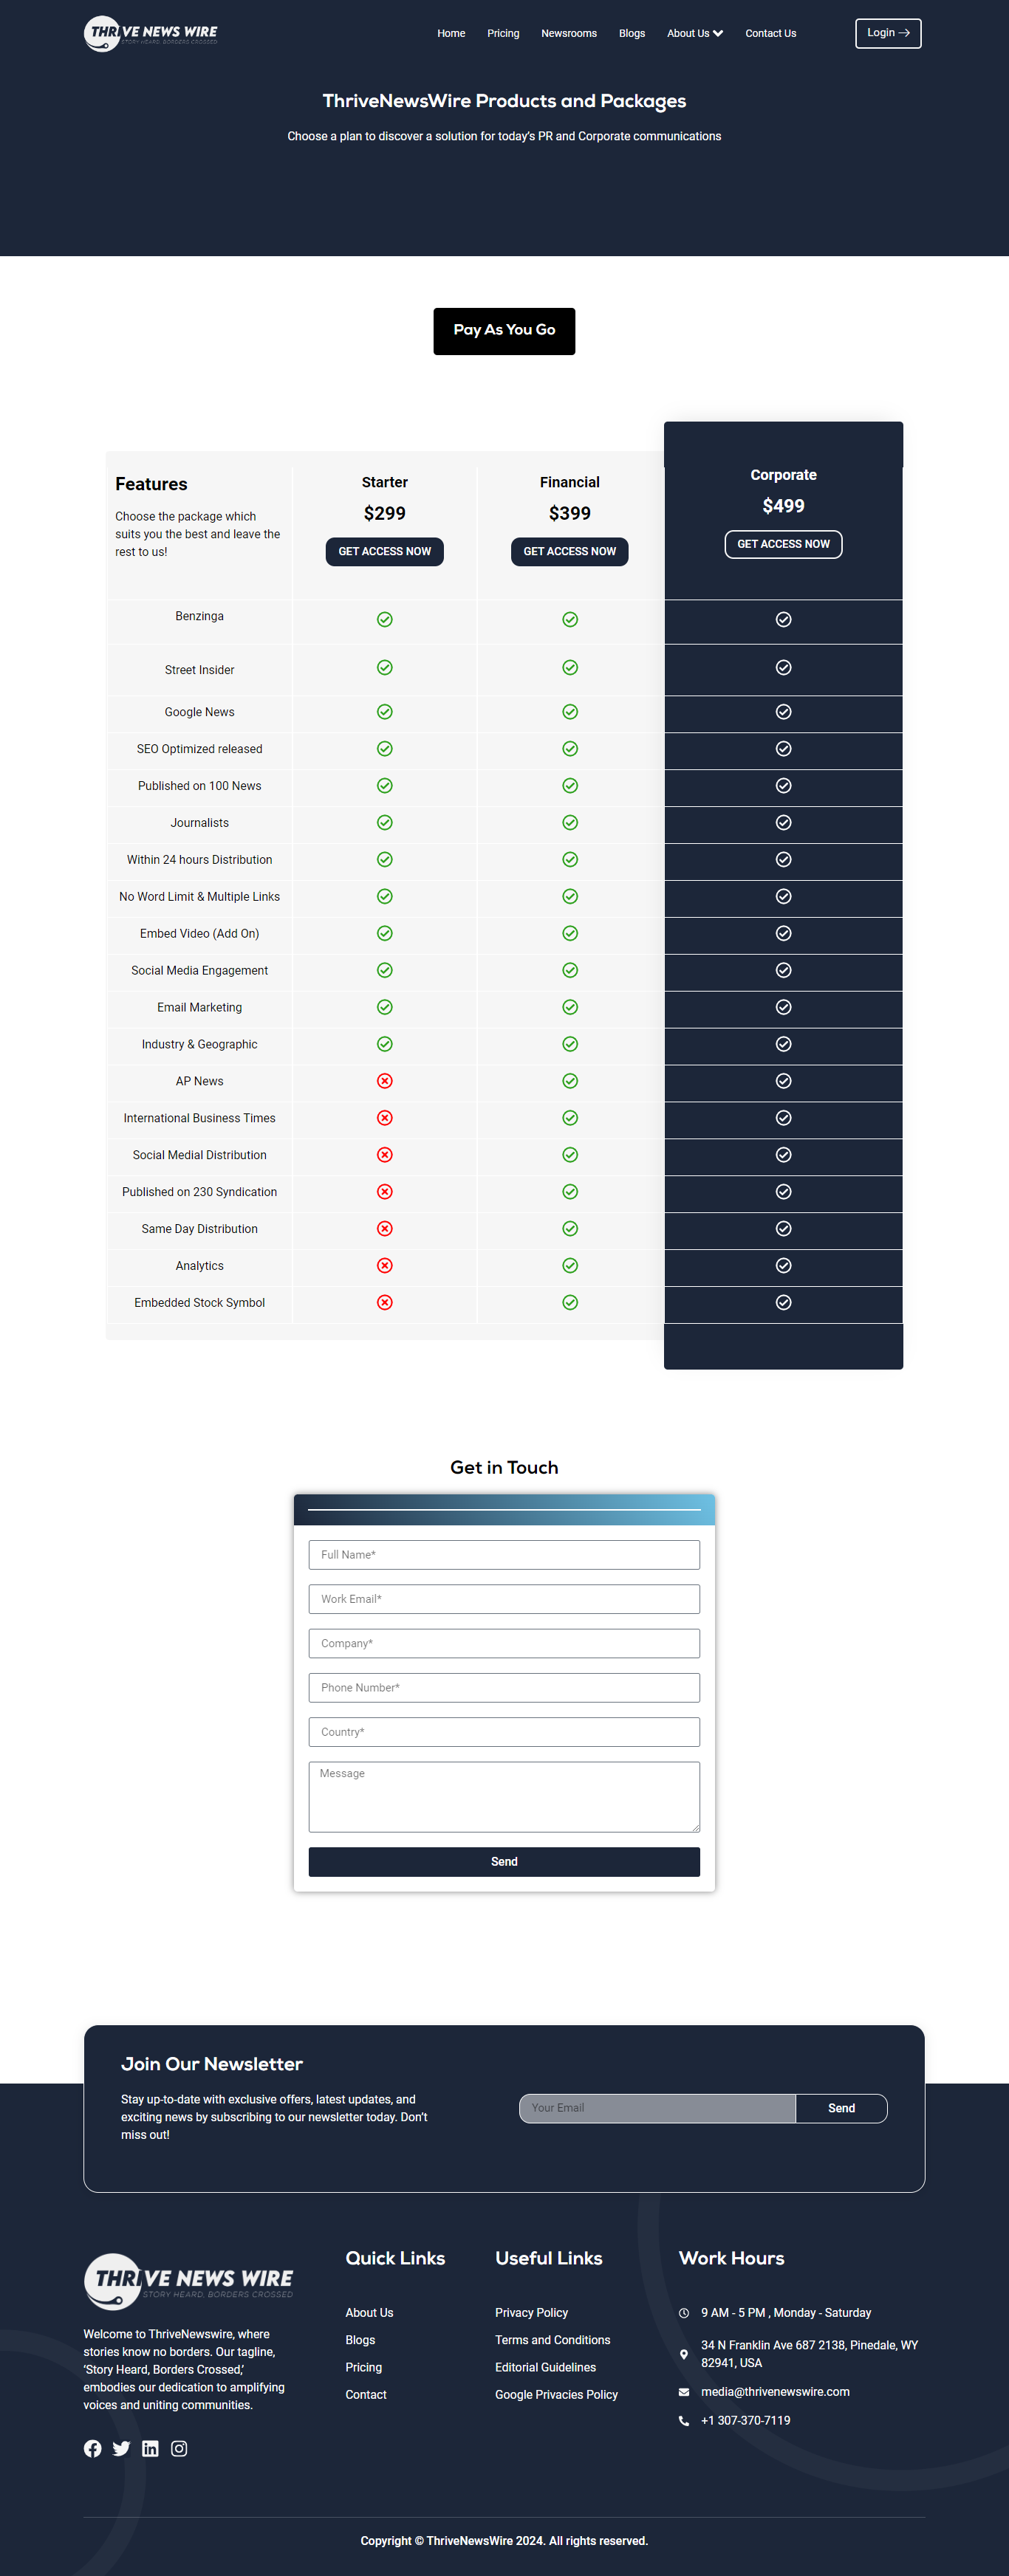 THRIVE NEWS WIRE
STORY HEARD, BORDERS CROSSED
Home
Pricing
Newsrooms
Blogs
About Us
Contact Us
Login
ThriveNewsWire Products and Packages
Choose a plan to discover a solution for today's PR and Corporate communications
Pay As You Go
Features
Choose the package which
suits you the best and leave the
rest to us!
Starter
$299
GET ACCESS NOW
Financial
$399
GET ACCESS NOW
Corporate
$499
GET ACCESS NOW
Benzinga
Street Insider
Google News
SEO Optimized released
Published on 100 News
Journalists
Within 24 hours Distribution
No Word Limit & Multiple Links
Embed Video (Add On)
Social Media Engagement
Email Marketing
Industry & Geographic
AP News
International Business Times
Social Medial Distribution
Published on 230 Syndication
Same Day Distribution
Analytics
Embedded Stock Symbol
Get in Touch
Full Name*
Work Email*
Company*
Phone Number*
Country*
Message
Send
Join Our Newsletter
Stay up-to-date with exclusive offers, latest updates, and
exciting news by subscribing to our newsletter today. Don't
miss out!
Your Email
Send
THRIVE NEWS WIRE
STORY HEARD, BORDERS CROSSED
Welcome to ThriveNewswire, where
stories know no borders. Our tagline,
'Story Heard, Borders Crossed,'
embodies our dedication to amplifying
voices and uniting communities.
Quick Links
About Us
Blogs
Pricing
Contact
Useful Links
Privacy Policy
Terms and Conditions
Editorial Guidelines
Google Privacies Policy
Work Hours
9 AM - 5 PM , Monday - Saturday
34 N Franklin Ave 687 2138, Pinedale, WY
82941, USA
media@thrivenewswire.com
+1 307-370-7119
Copyright © ThriveNewsWire 2024. All rights reserved.